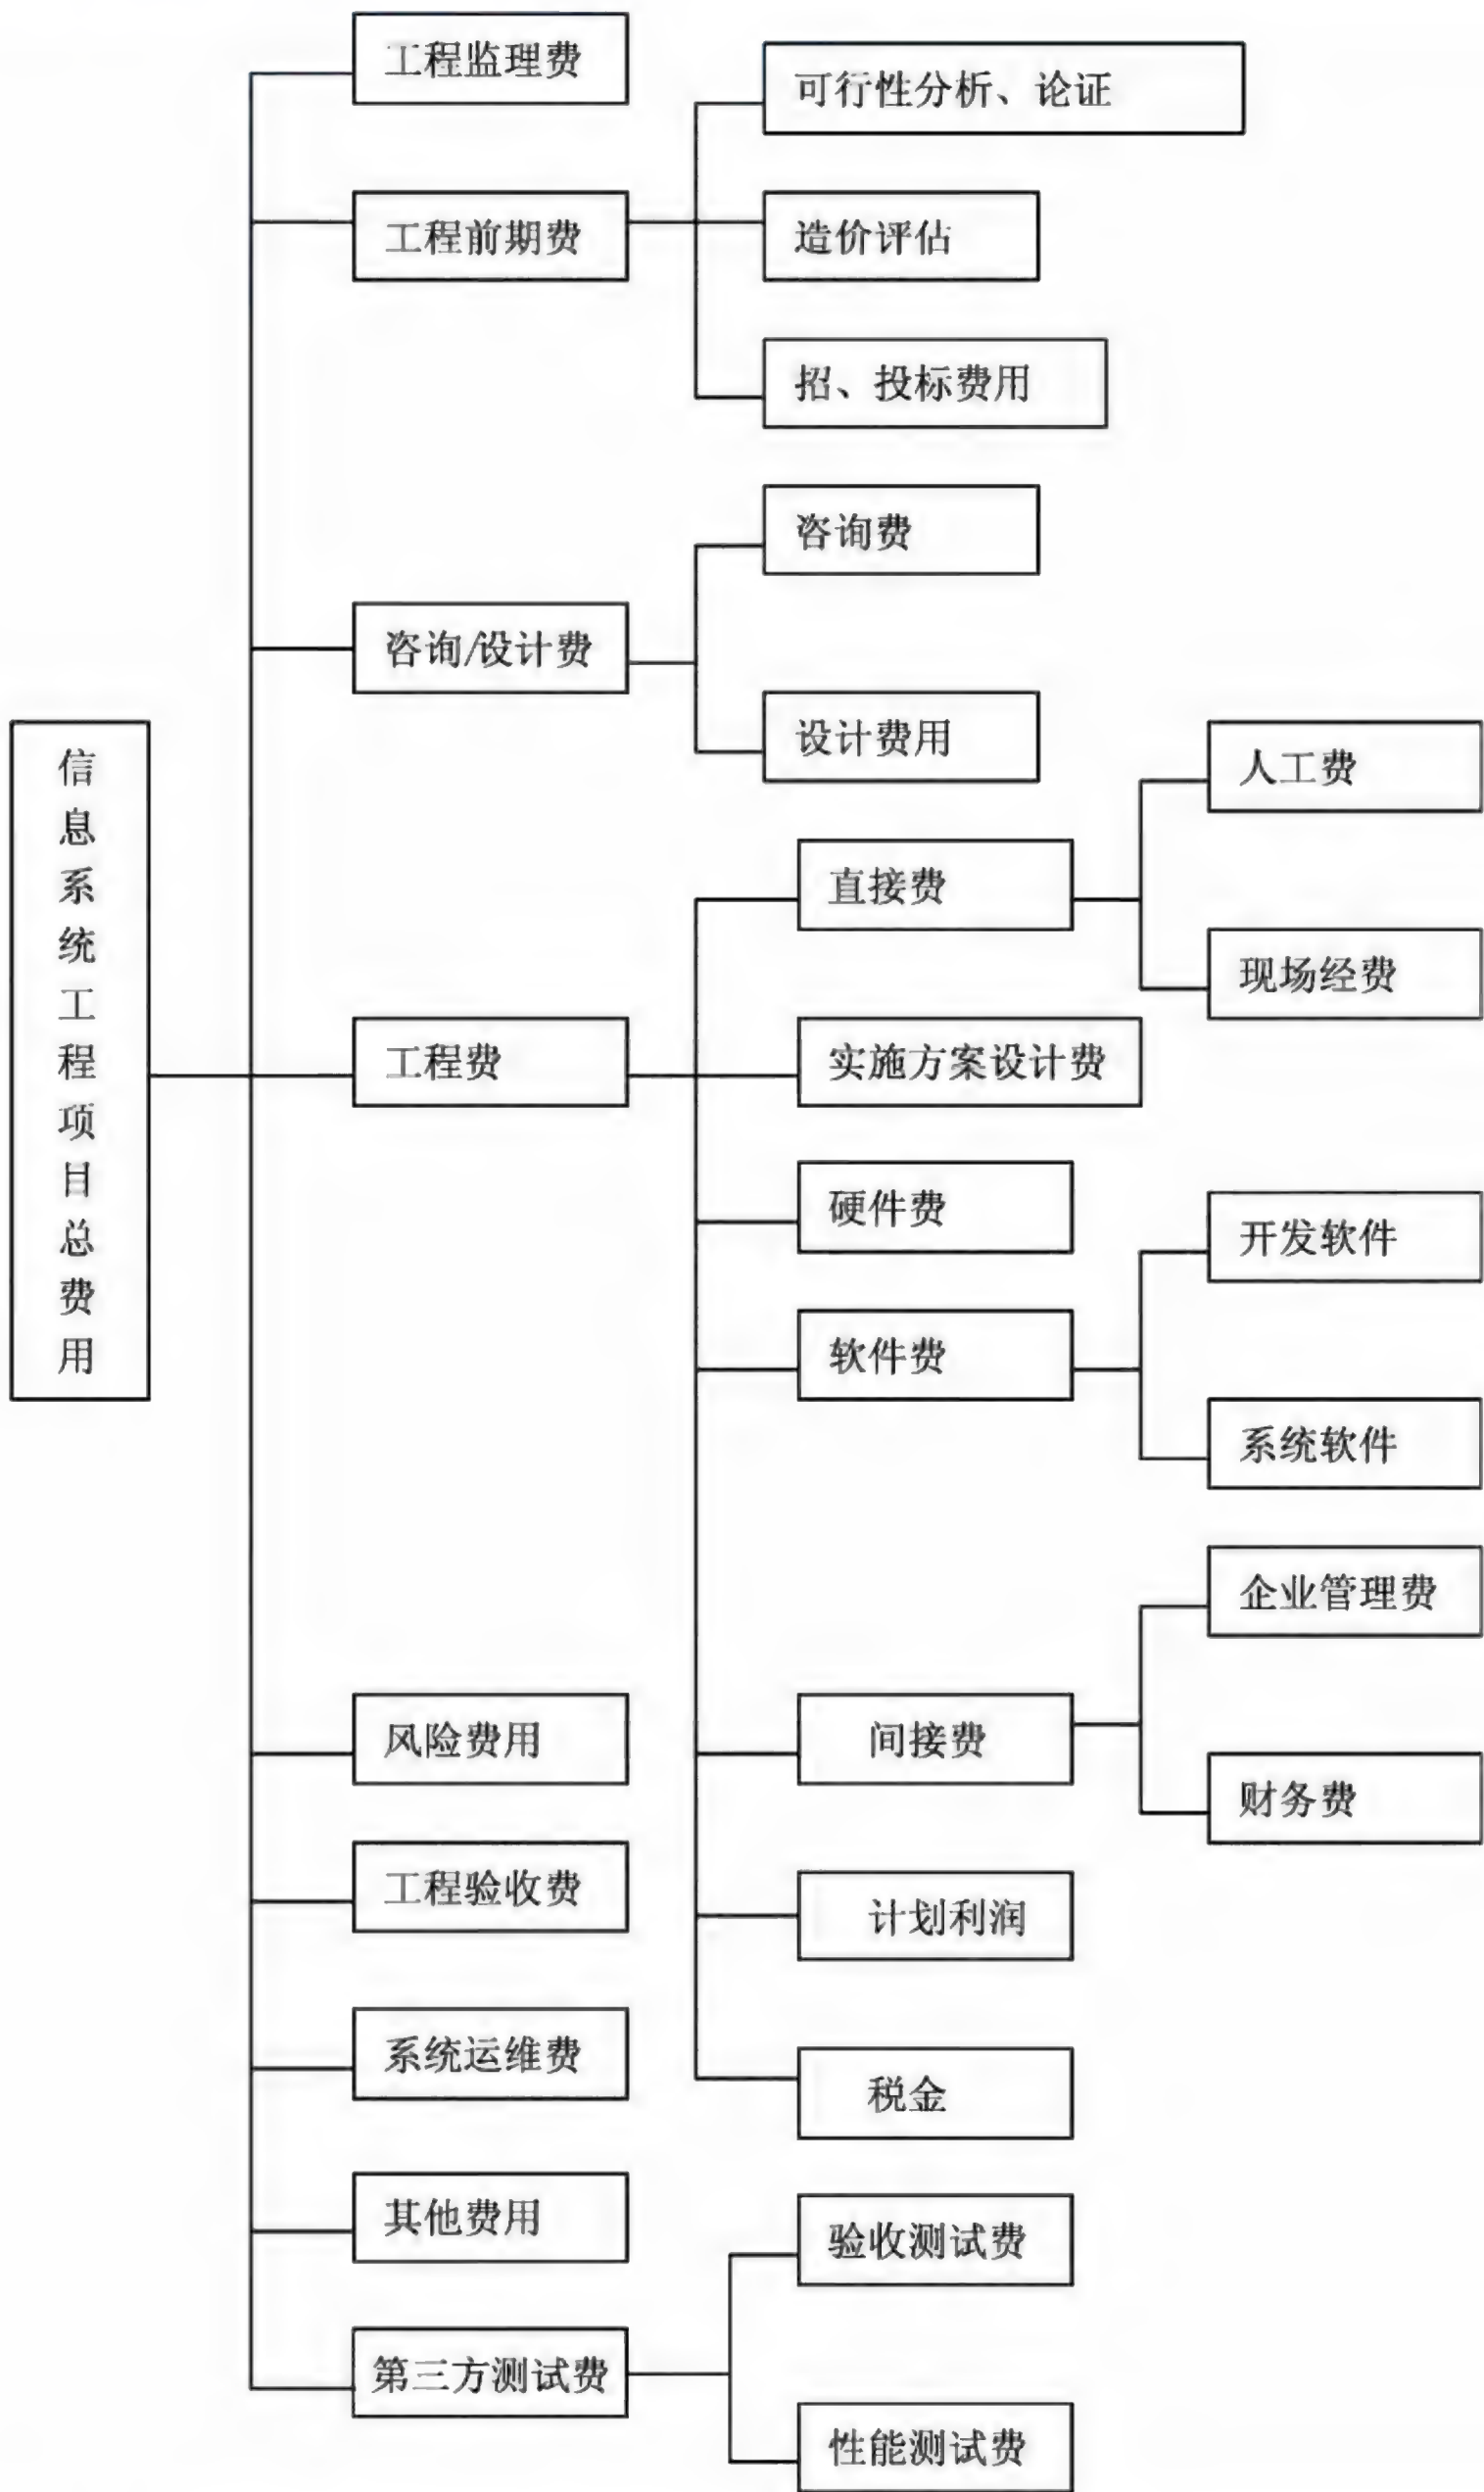 工程监理费
可行性分析、论证
工程前期费
造价评估
招、投标费用
咨询费
咨询/设计费
设计费用
信息系统工程项目总费用
人工费
直接费
现场经费
工程费
实施方案设计费
硬件费
开发软件
软件费
系统软件
企业管理费
风险费用
间接费
财务费
工程验收费
计划利润
系统运维费
税金
其他费用
验收测试费
第三方测试费
性能测试费